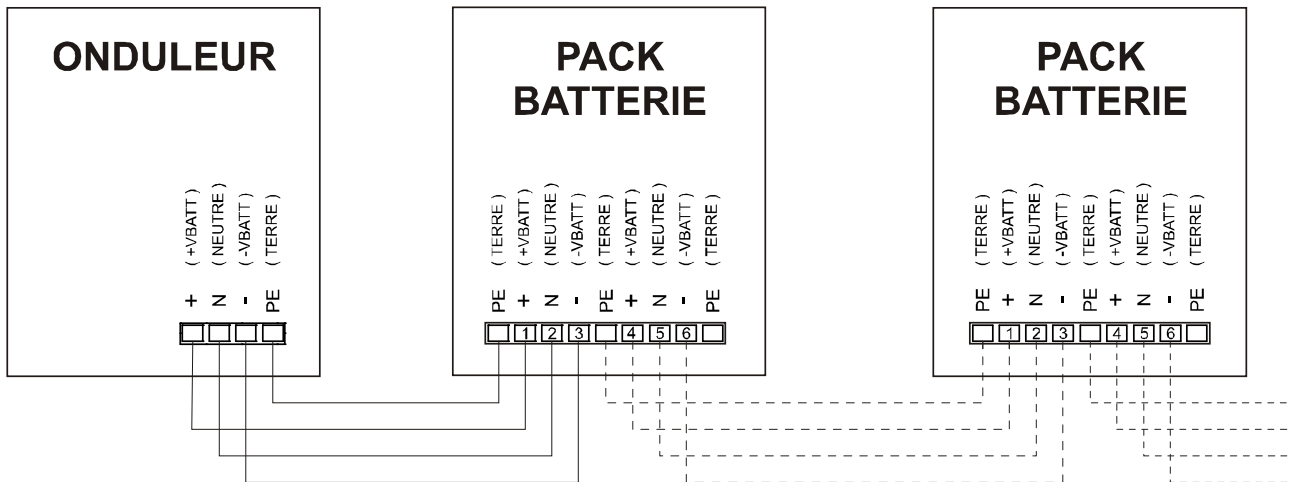 ONDULEUR
PACK
BATTERIE
PACK
BATTERIE
( +VBATT )
( NEUTRE )
( -VBATT )
( TERRE )
+
N
-
PE
( TERRE )
( +VBATT )
( NEUTRE )
( -VBATT )
( TERRE )
( +VBATT )
( NEUTRE )
( -VBATT )
( TERRE )
PE
+
N
-
PE
+
N
-
PE
1
2
3
4
5
6
( TERRE )
( +VBATT )
( NEUTRE )
( -VBATT )
( TERRE )
( +VBATT )
( NEUTRE )
( -VBATT )
( TERRE )
PE
+
N
-
PE
+
N
-
PE
1
2
3
4
5
6